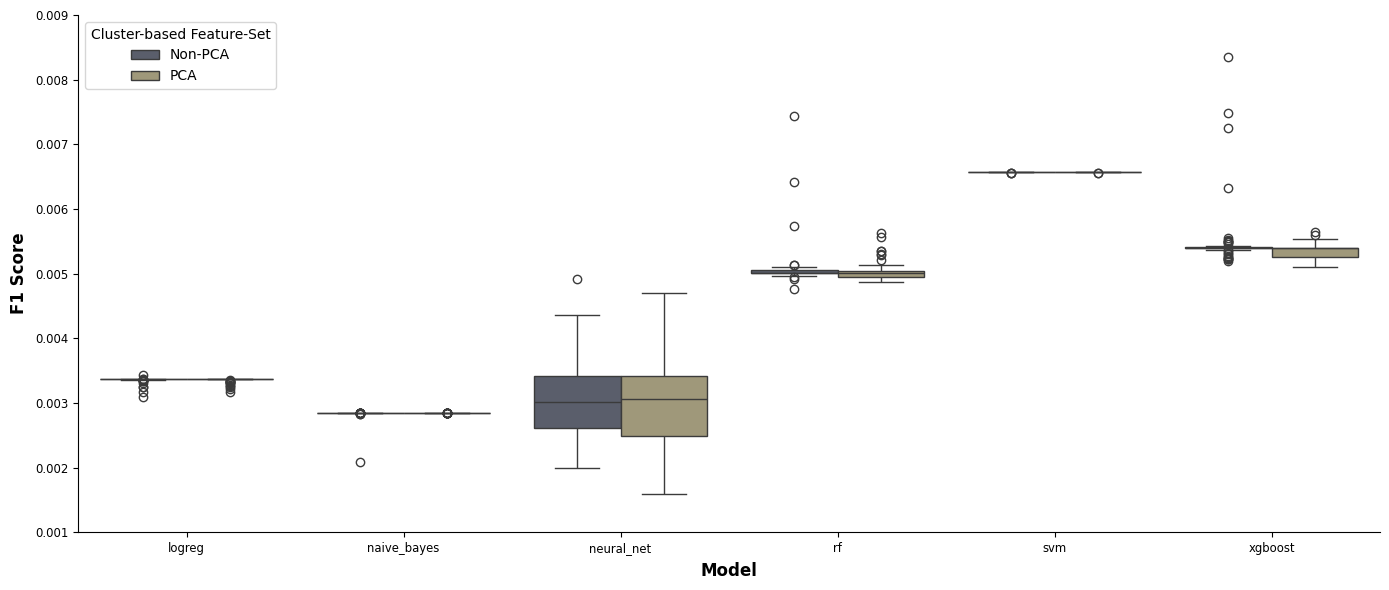 0.009
Cluster-based Feature-Set
Non-PCA
PCA
0.008
0.007
0.006
F1 Score
0.005
0.004
0.003
0.002
0.001
logreg naive_bayes neural_net rf svm xgboost
Model